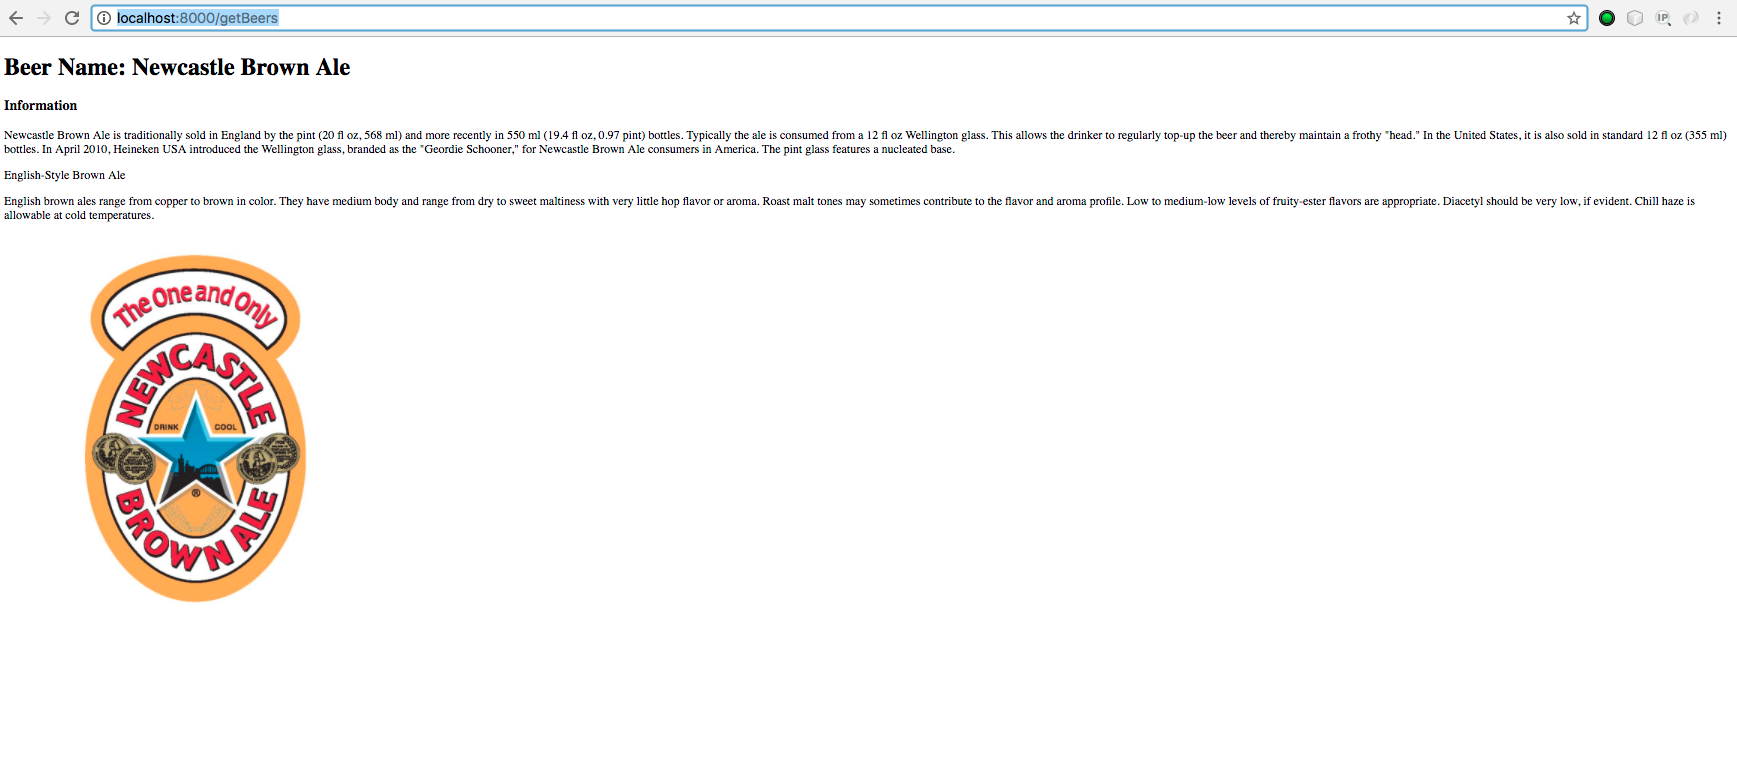 localhost:8000/getBeers
IP
Beer Name: Newcastle Brown Ale
Information
Newcastle Brown Ale is traditionally sold in England by the pint (20 fl oz, 568 ml) and more recently in 550 ml (19.4 fl oz, 0.97 pint) bottles. Typically the ale is consumed from a 12 fl oz Wellington glass. This allows the drinker to regularly top-up the beer and thereby maintain a frothy "head." In the United States, it is also sold in standard 12 fl oz (355 ml)
bottles. In April 2010, Heineken USA introduced the Wellington glass, branded as the "Geordie Schooner," for Newcastle Brown Ale consumers in America. The pint glass features a nucleated base.
English-Style Brown Ale
English brown ales range from copper to brown in color. They have medium body and range from dry to sweet maltiness with very little hop flavor or aroma. Roast malt tones may sometimes contribute to the flavor and aroma profile. Low to medium-low levels of fruity-ester flavors are appropriate. Diacetyl should be very low, if evident. Chill haze is
allowable at cold temperatures.
The One and Only
NEWCASTLE
DRINK COOL
®
BROWN ALE